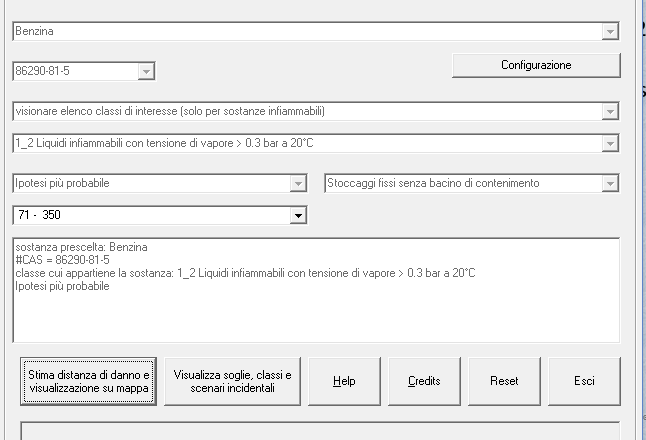 Benzina
86290-81-5
Configurazione
visionare elenco classi di interesse (solo per sostanze infiammabili)
1_2 Liquidi infiammabili con tensione di vapore > 0.3 bar a 20°C
Ipotesi più probabile
Stoccaggi fissi senza bacino di contenimento
71 - 350
sostanza prescelta: Benzina
#CAS = 86290-81-5
classe cui appartiene la sostanza: 1_2 Liquidi infiammabili con tensione di vapore > 0.3 bar a 20°C
Ipotesi più probabile
Stima distanza di danno e
visualizzazione su mappa
Visualizza soglie, classi e
scenari incidentali
Help
Credits
Reset
Esci